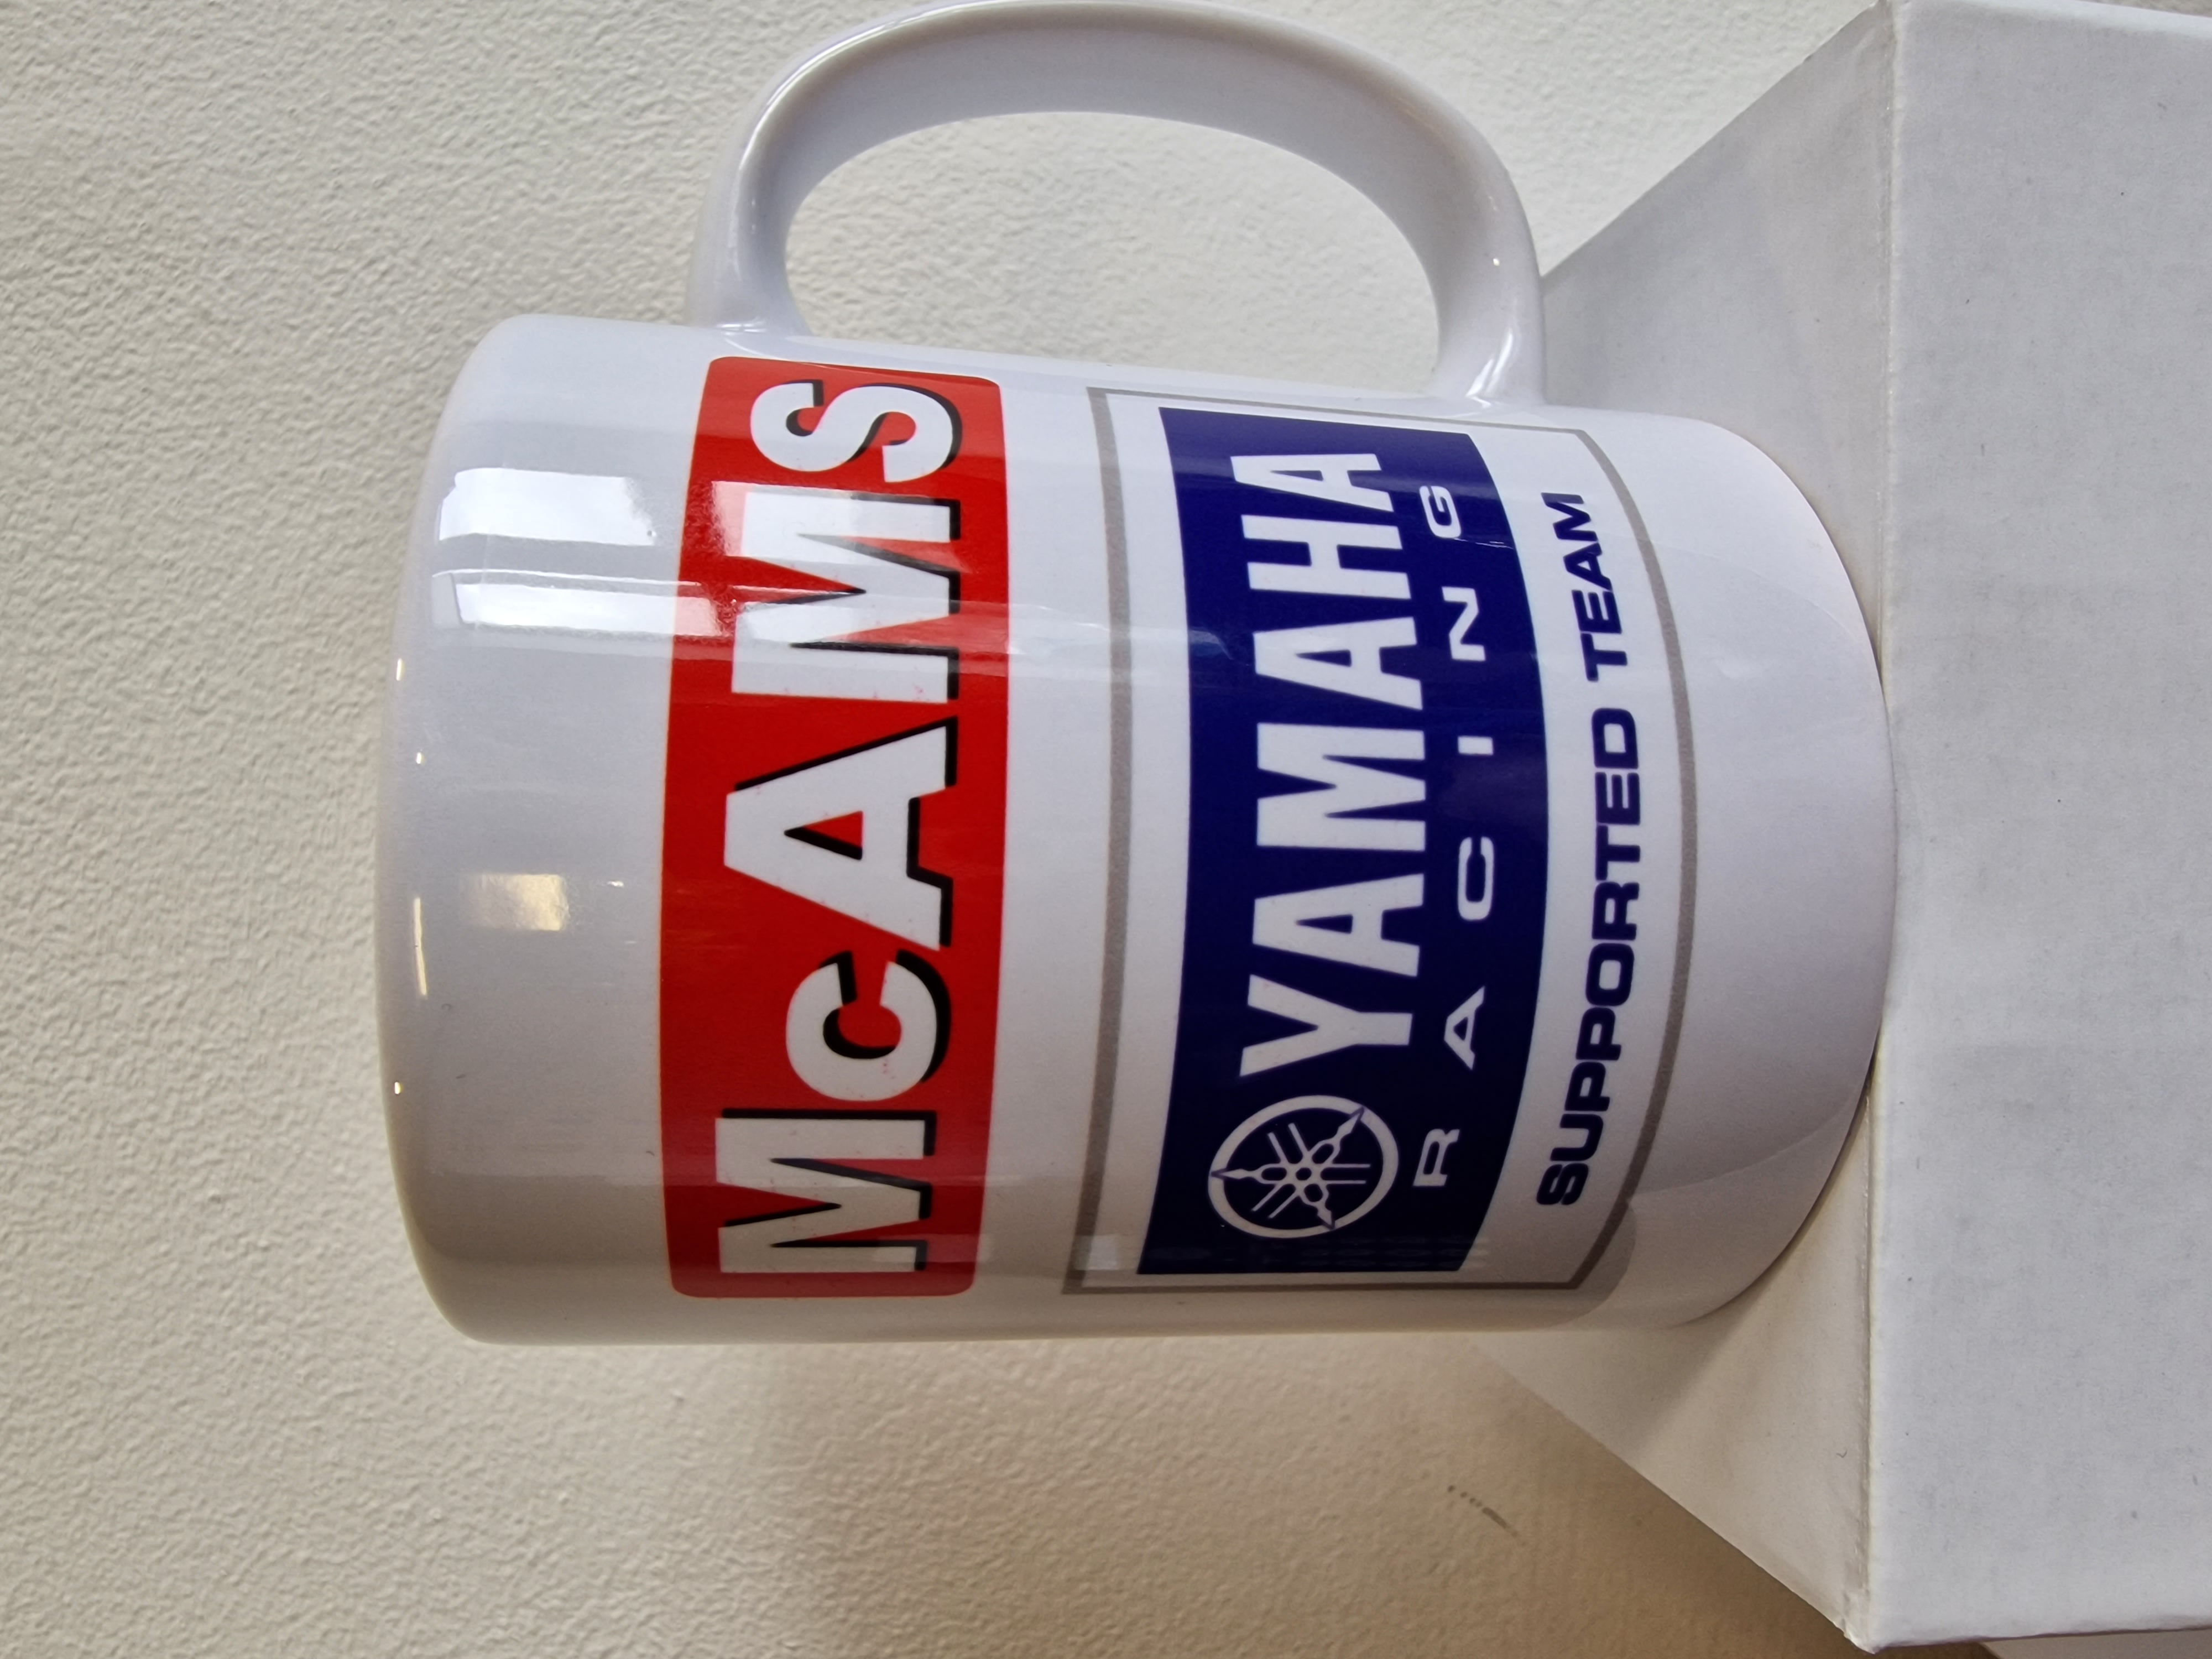 McAMS
YAMAHA
RACING
SUPPORTED TEAM